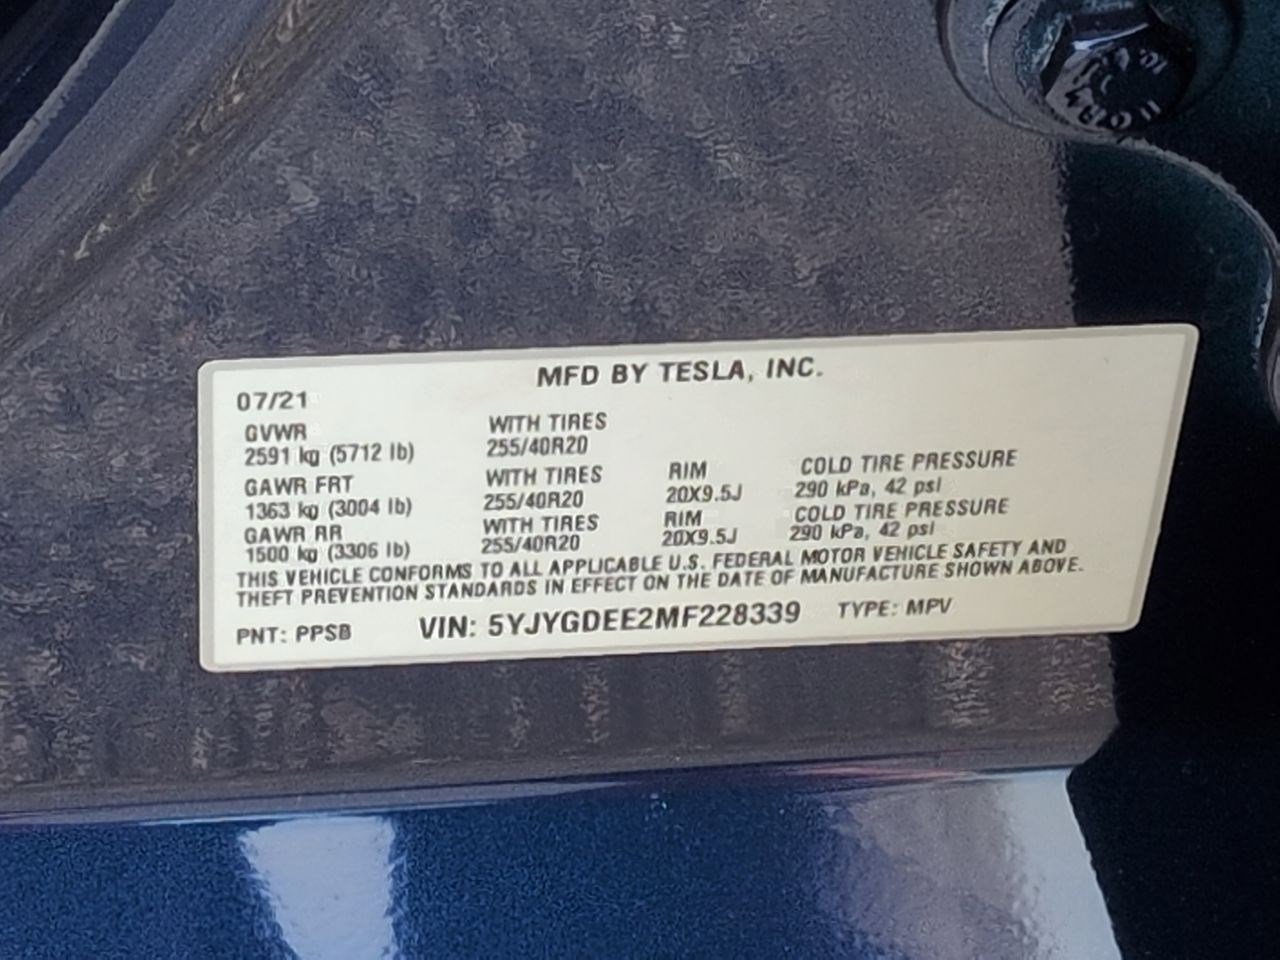 MFD BY TESLA, INC.
07/21
GVWR WITH TIRES
2591 kg (5712 lb) 255/40R20
GAWR FRT WITH TIRES RIM COLD TIRE PRESSURE
1363 kg (3004 lb) 255/40R20 20X9.5J 290 kPa, 42 psi
GAWR RR WITH TIRES RIM COLD TIRE PRESSURE
1500 kg (3306 lb) 255/40R20 20X9.5J 290 kPa, 42 psi
THIS VEHICLE CONFORMS TO ALL APPLICABLE U.S. FEDERAL MOTOR VEHICLE SAFETY AND
THEFT PREVENTION STANDARDS IN EFFECT ON THE DATE OF MANUFACTURE SHOWN ABOVE.
PNT: PPSB VIN: 5YJYGDEE2MF228339 TYPE: MPV